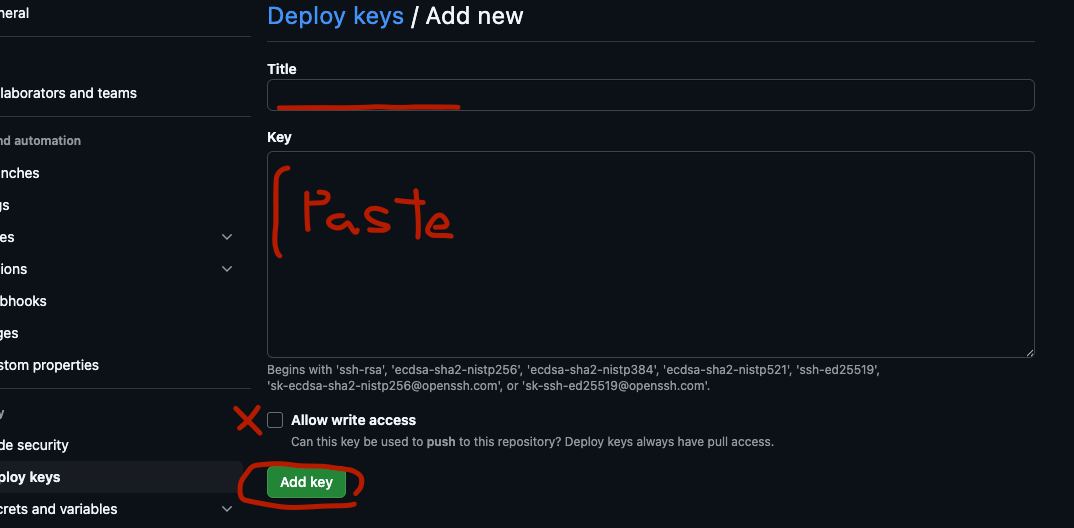 neral
Deploy keys / Add new
Title
laborators and teams
Key
nd automation
nches
gs
es
ions
bhooks
ges
stom properties
Paste
Begins with 'ssh-rsa', 'ecdsa-sha2-nistp256', 'ecdsa-sha2-nistp384', 'ecdsa-sha2-nistp521', 'ssh-ed25519',
'sk-ecdsa-sha2-nistp256@openssh.com', or 'sk-ssh-ed25519@openssh.com'.
y
de security
ploy keys
crets and variables
Allow write access
Can this key be used to push to this repository? Deploy keys always have pull access.
Add key